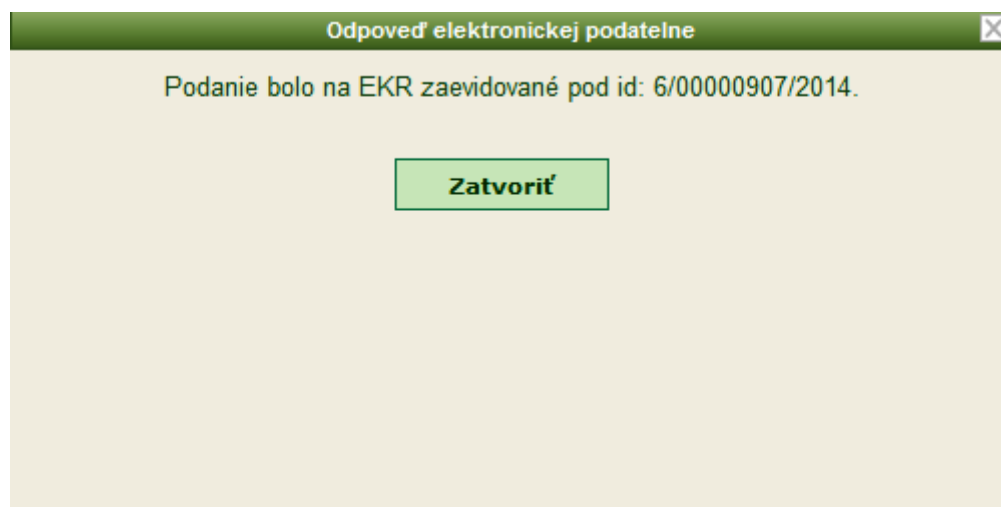 Odpoveď elektronickej podatelne
Podanie bolo na EKR zaevidované pod id: 6/00000907/2014.
Zatvoriť